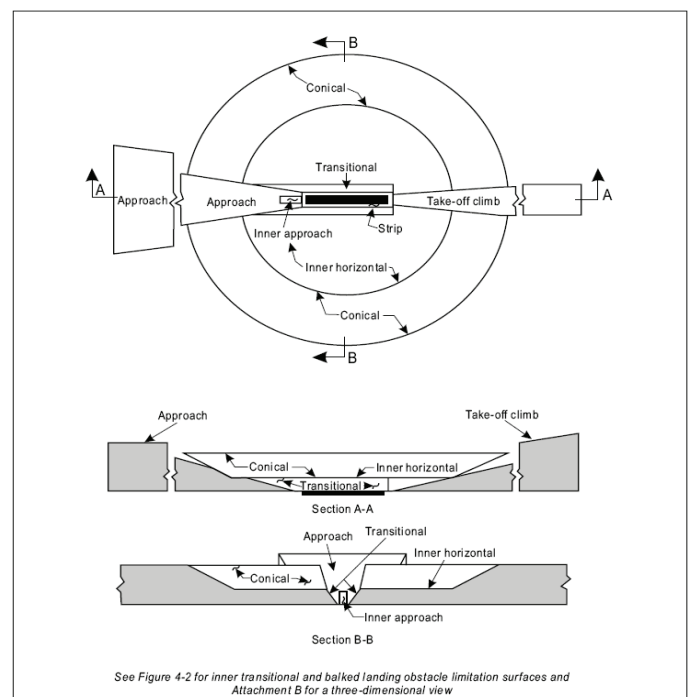 B
Conical
Transitional
A
Approach
Approach
Take-off climb
A
Inner approach
Strip
Inner horizontal
Conical
B
Approach
Take-off climb
Conical
Inner horizontal
Transitional
Section A-A
Approach
Transitional
Inner horizontal
Conical
Inner approach
Section B-B
See Figure 4-2 for inner transitional and balked landing obstacle limitation surfaces and
Attachment B for a three-dimensional view